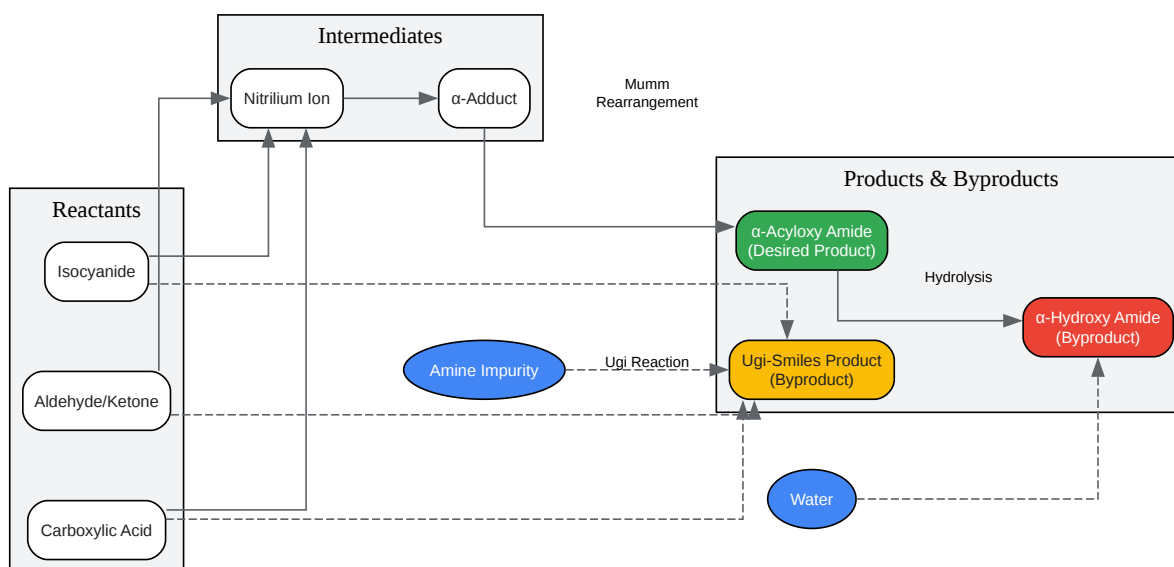 Intermediates
Nitrilium Ion
α-Adduct
Mumm
Rearrangement
Reactants
Isocyanide
Aldehyde/Ketone
Carboxylic Acid
Products & Byproducts
α-Acyloxy Amide
(Desired Product)
Hydrolysis
α-Hydroxy Amide
(Byproduct)
Ugi-Smiles Product
(Byproduct)
Amine Impurity
Ugi Reaction
Water